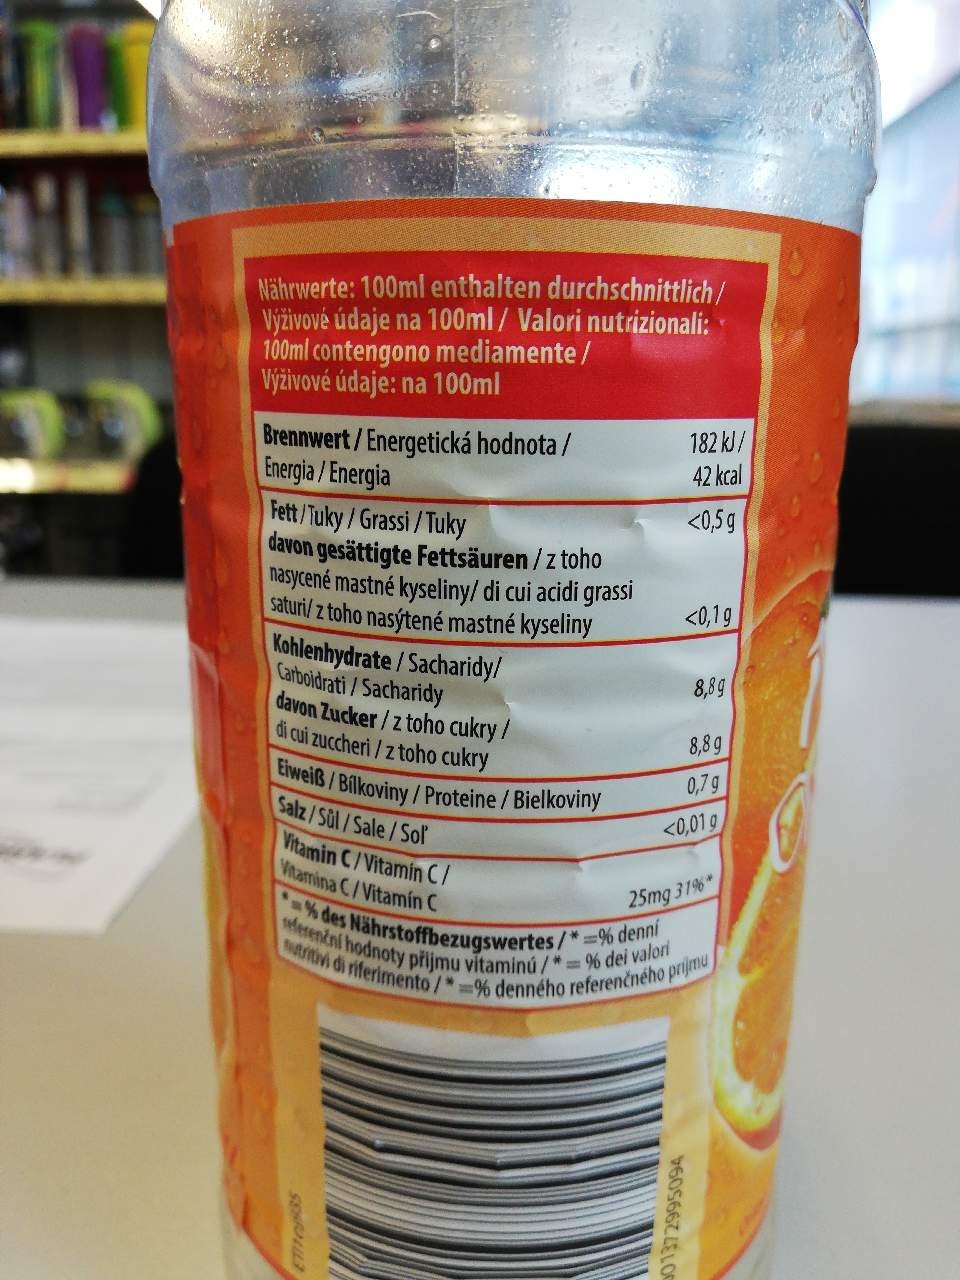 Nährwerte: 100ml enthalten durchschnittlich /
Výživové údaje na 100ml / Valori nutrizionali:
100ml contengono mediamente /
Výživové údaje: na 100ml
Brennwert / Energetická hodnota / 182 kJ /
Energia / Energia 42 kcal
Fett / Tuky / Grassi / Tuky <0,5 g
davon gesättigte Fettsäuren / z toho
nasycené mastné kyseliny/ di cui acidi grassi
saturi/ z toho nasýtené mastné kyseliny <0,1 g
Kohlenhydrate / Sacharidy/
Carboidrati / Sacharidy 8,8 g
davon Zucker / z toho cukry /
di cui zuccheri / z toho cukry 8,8 g
Eiweiß / Bílkoviny / Proteine / Bielkoviny 0,7 g
Salz / Sůl / Sale / Soľ <0,01 g
Vitamin C / Vitamín C /
Vitamina C / Vitamín C 25mg 31%*
*=% des Nährstoffbezugswertes / * =% denní
referenční hodnoty příjmu vitaminú / * = % dei valori
nutritivi di riferimento / * =% denného referenčného príjmu